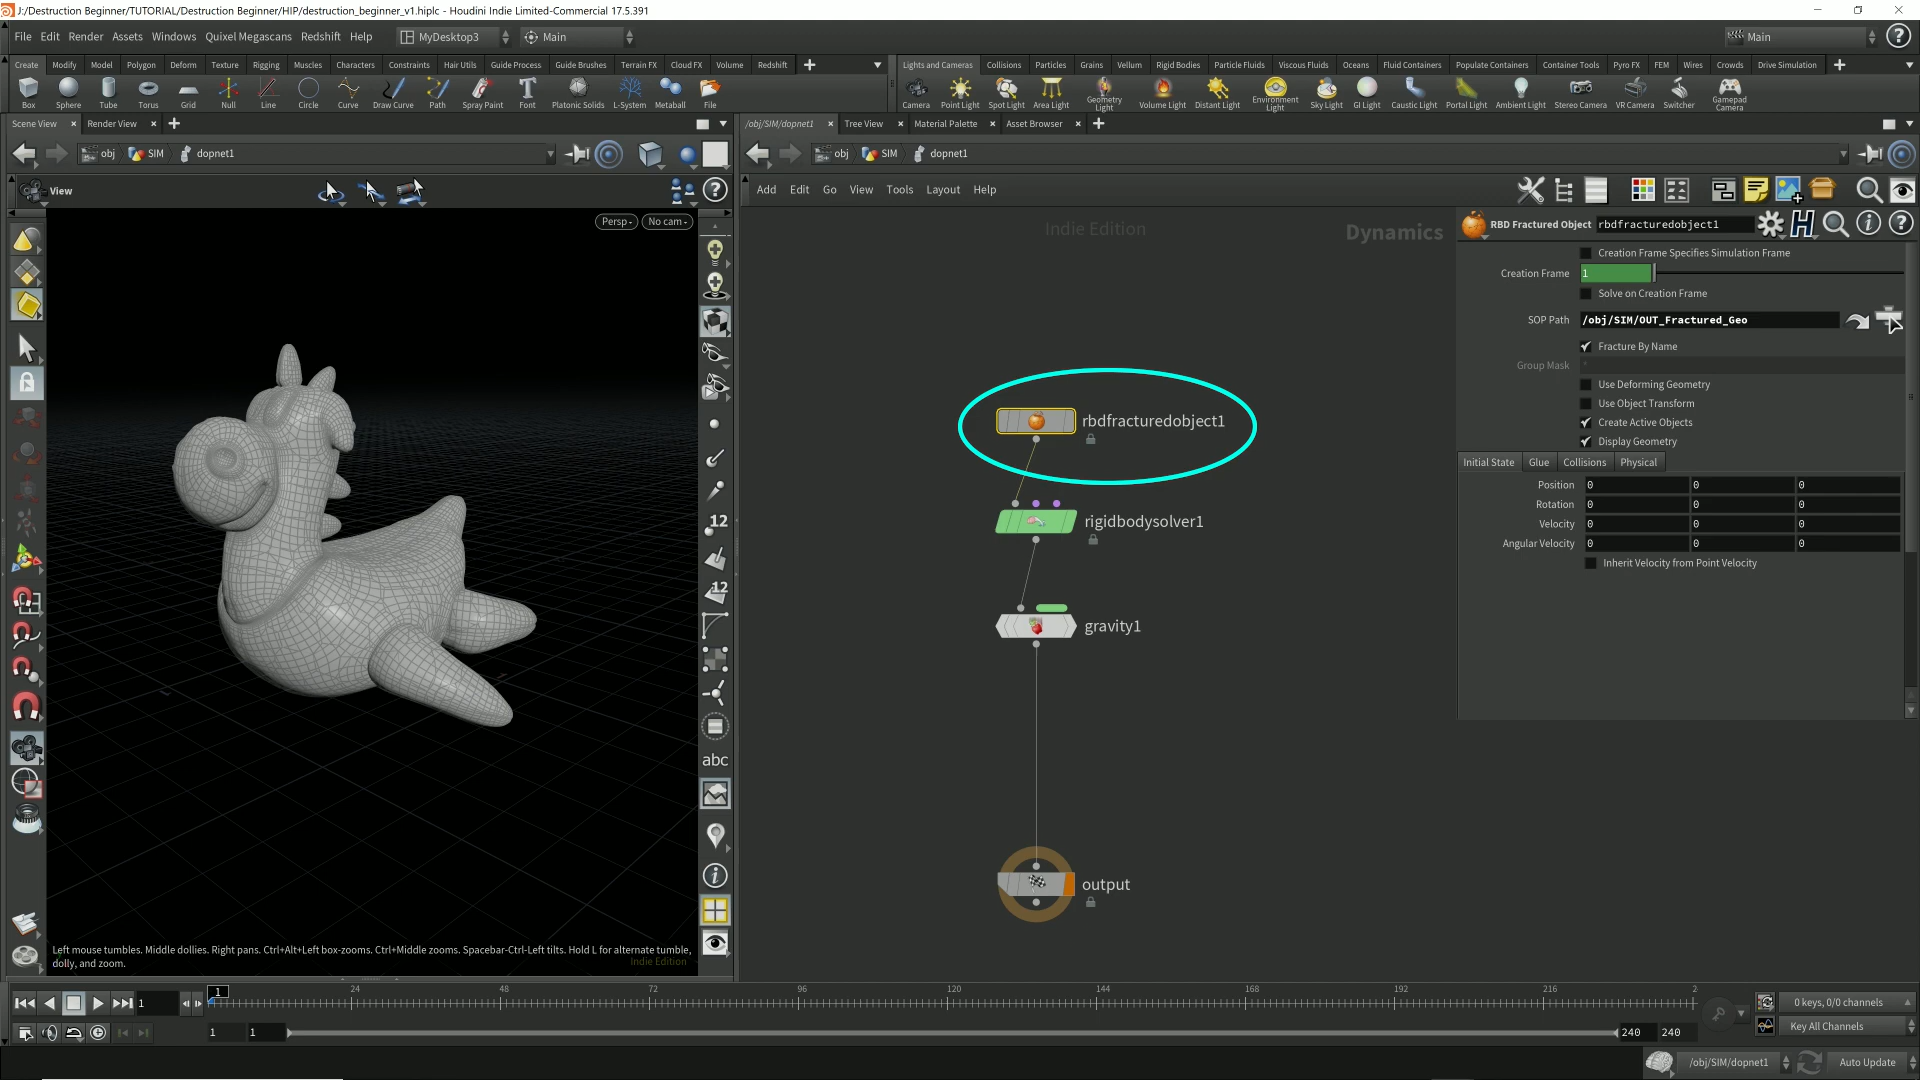 J:/Destruction Beginner/TUTORIAL/Destruction Beginner/HIP/destruction_beginner_v1.hiplc - Houdini Indie Limited-Commercial 17.5.391
File Edit Render Assets Windows Quixel Megascans Redshift Help MyDesktop3 Main Main
Create Modify Model Polygon Deform Texture Rigging Muscles Characters Constraints Hair Utils Guide Process Guide Brushes Terrain FX Cloud FX Volume Redshift
Lights and Cameras Collisions Particles Grains Vellum Rigid Bodies Particle Fluids Viscous Fluids Oceans Fluid Containers Populate Containers Container Tools Pyro FX FEM Wires Crowds Drive Simulation
Box Sphere Tube Torus Grid Null Line Circle Curve Draw Curve Path Spray Paint Font Platonic Solids L-System Metaball File
Camera Point Light Spot Light Area Light Geometry Light Volume Light Distant Light Environment Light Sky Light GI Light Caustic Light Portal Light Ambient Light Stereo Camera VR Camera Switcher Gamepad Camera
Scene View Render View
/obj/SIM/dopnet1 Tree View Material Palette Asset Browser
obj SIM dopnet1
obj SIM dopnet1
View
Add Edit Go View Tools Layout Help
Persp No cam
Indie Edition
Dynamics
RBD Fractured Object rbdfracturedobject1
Creation Frame Specifies Simulation Frame
Creation Frame 1
Solve on Creation Frame
SOP Path /obj/SIM/OUT_Fractured_Geo
Fracture By Name
Group Mask *
Use Deforming Geometry
Use Object Transform
Create Active Objects
Display Geometry
Initial State Glue Collisions Physical
Position 0 0 0
Rotation 0 0 0
Velocity 0 0 0
Angular Velocity 0 0 0
Inherit Velocity from Point Velocity
rbdfracturedobject1
rigidbodysolver1
gravity1
output
12
12
abc
Left mouse tumbles. Middle dollies. Right pans. Ctrl+Alt+Left box-zooms. Ctrl+Middle zooms. Spacebar-Ctrl-Left tilts. Hold L for alternate tumble,
dolly, and zoom.
Indie Edition
1 1 24 48 72 96 120 144 168 192 216 2
0 keys, 0/0 channels
1 1 240 240
Key All Channels
/obj/SIM/dopnet1 Auto Update